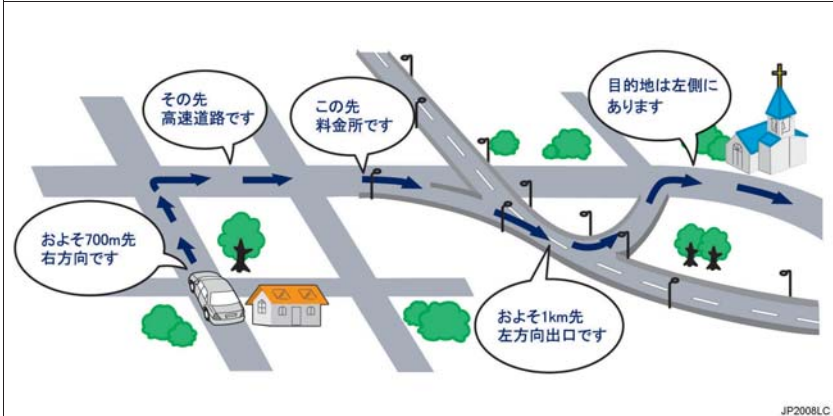 その先
高速道路です
この先
料金所です
目的地は左側に
あります
およそ700m先
右方向です
およそ1km先
左方向出口です
JP2008LC